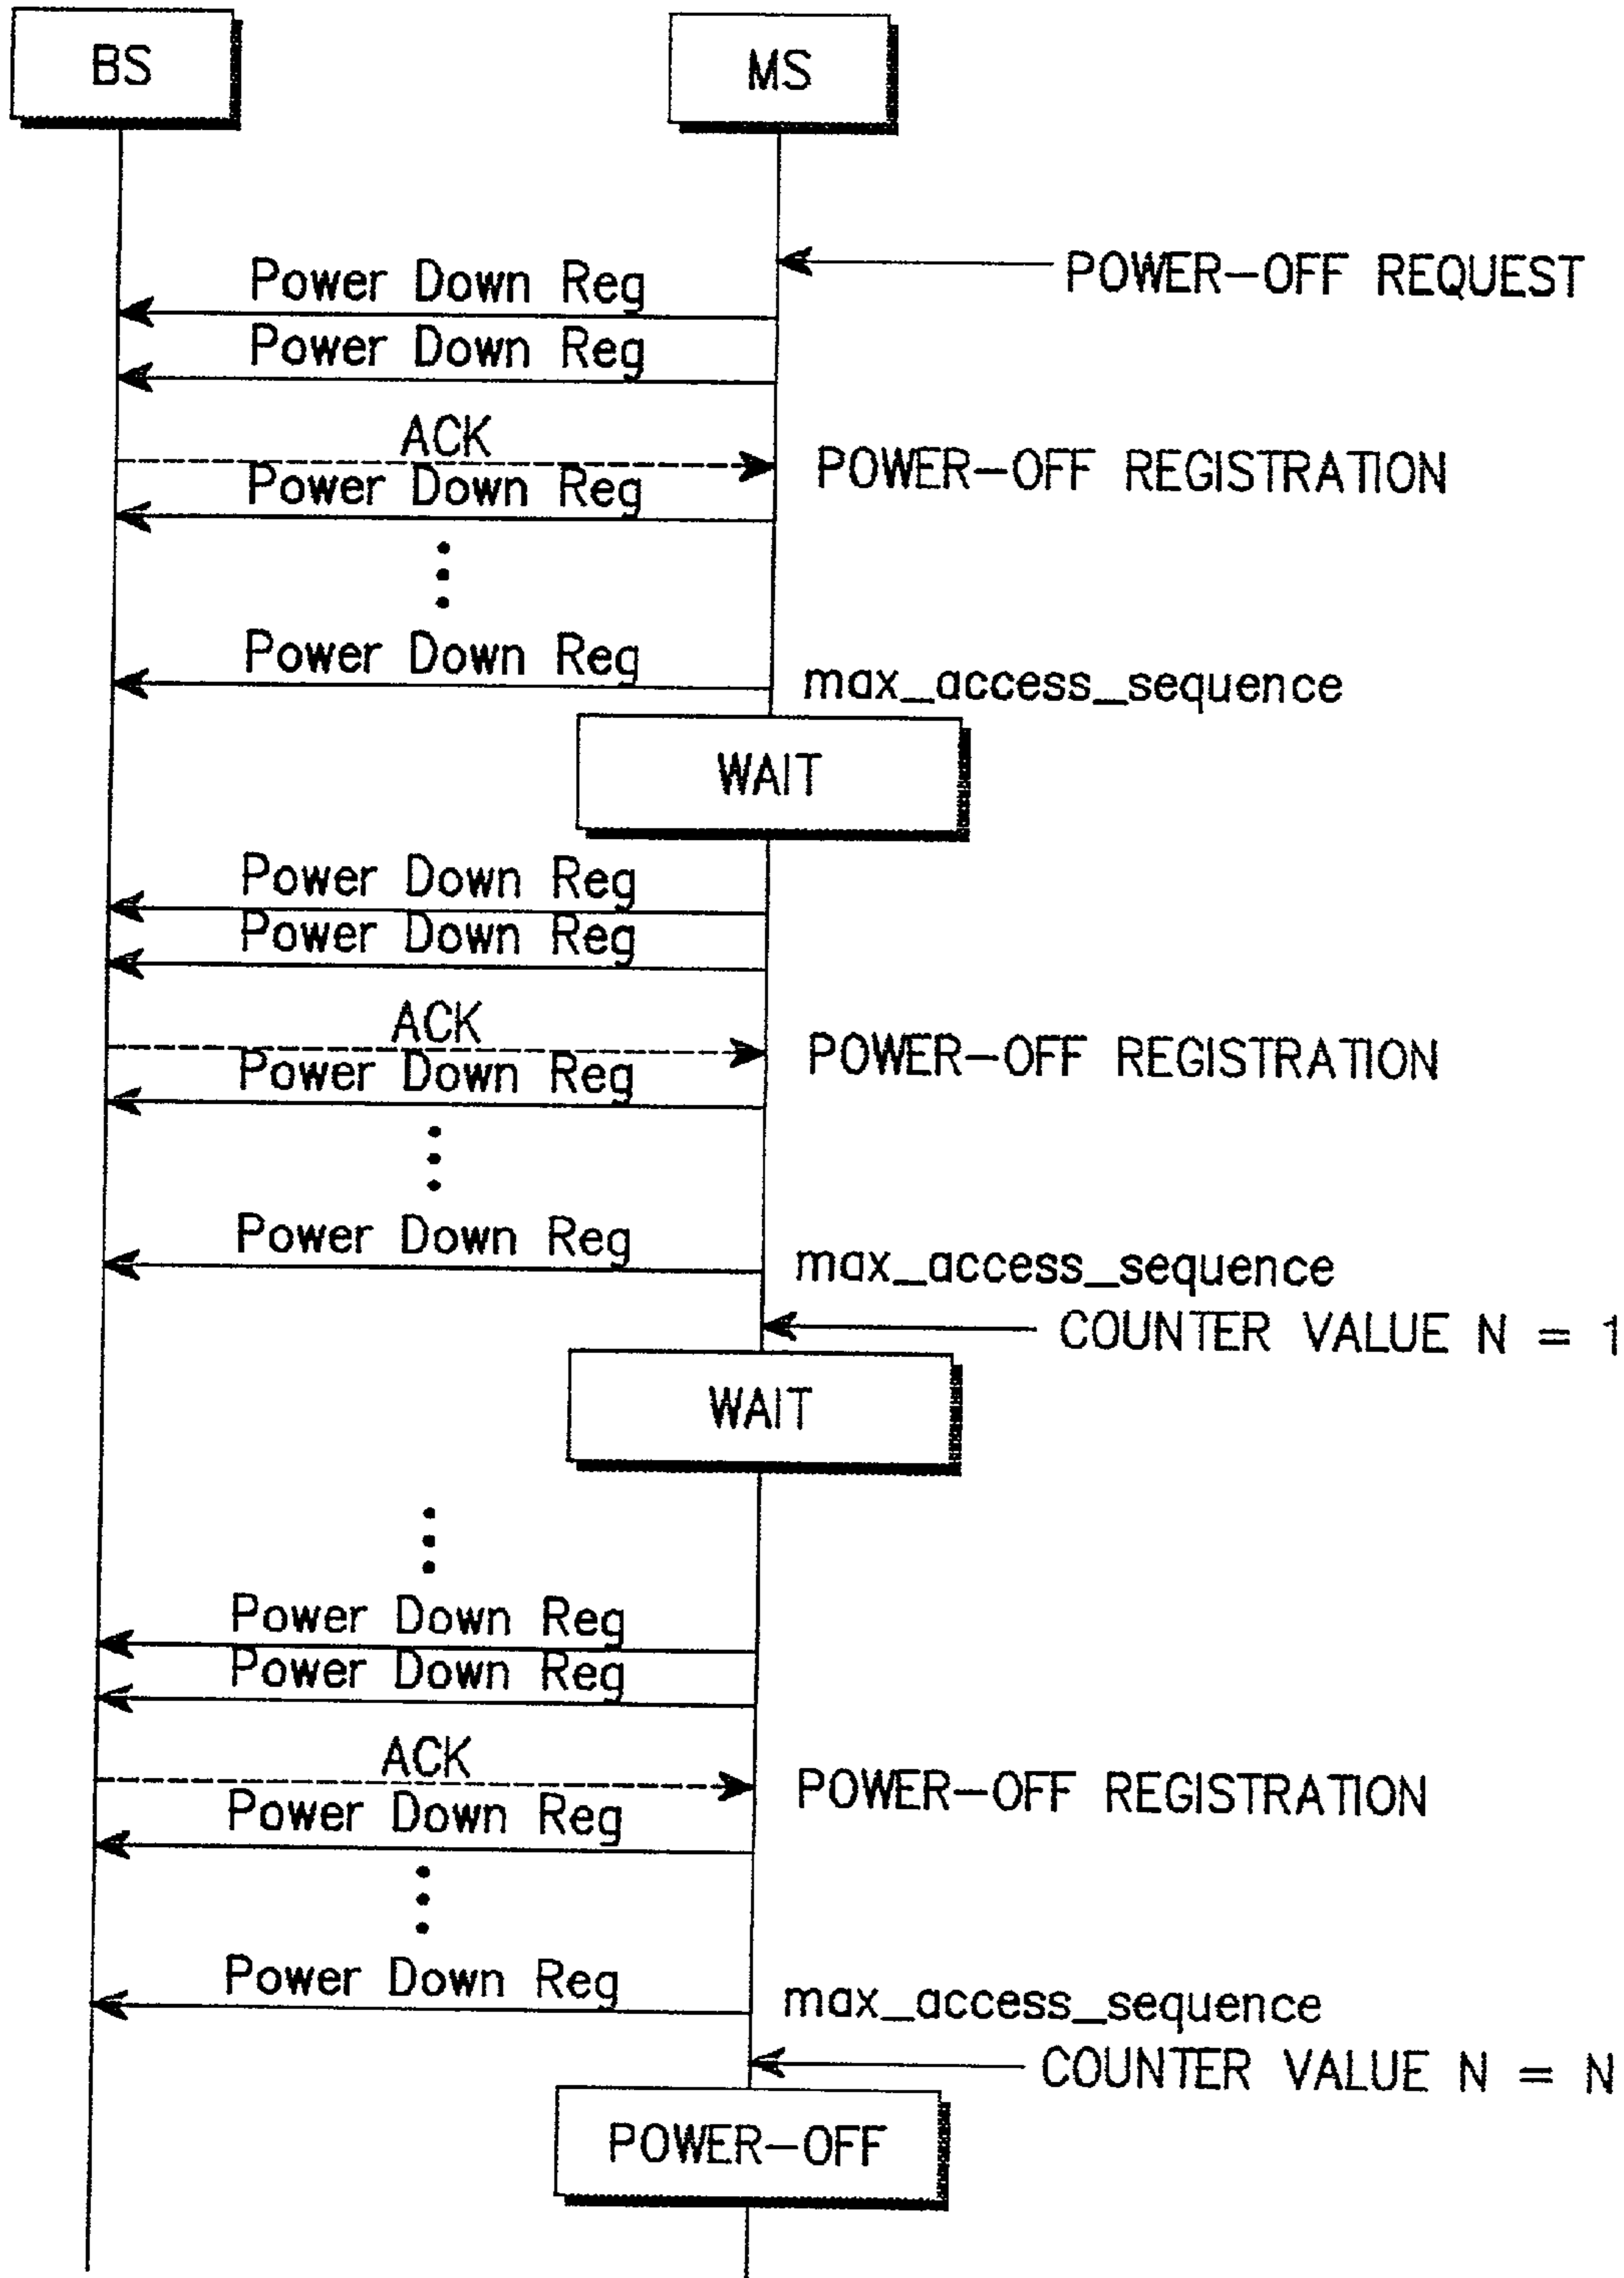 BS
MS
POWER-OFF REQUEST
Power Down Reg
Power Down Reg
ACK
POWER-OFF REGISTRATION
Power Down Reg
Power Down Reg
max_access_sequence
WAIT
Power Down Reg
Power Down Reg
ACK
POWER-OFF REGISTRATION
Power Down Reg
Power Down Reg
max_access_sequence
COUNTER VALUE N = 1
WAIT
Power Down Reg
Power Down Reg
ACK
POWER-OFF REGISTRATION
Power Down Reg
Power Down Reg
max_access_sequence
COUNTER VALUE N = N
POWER-OFF